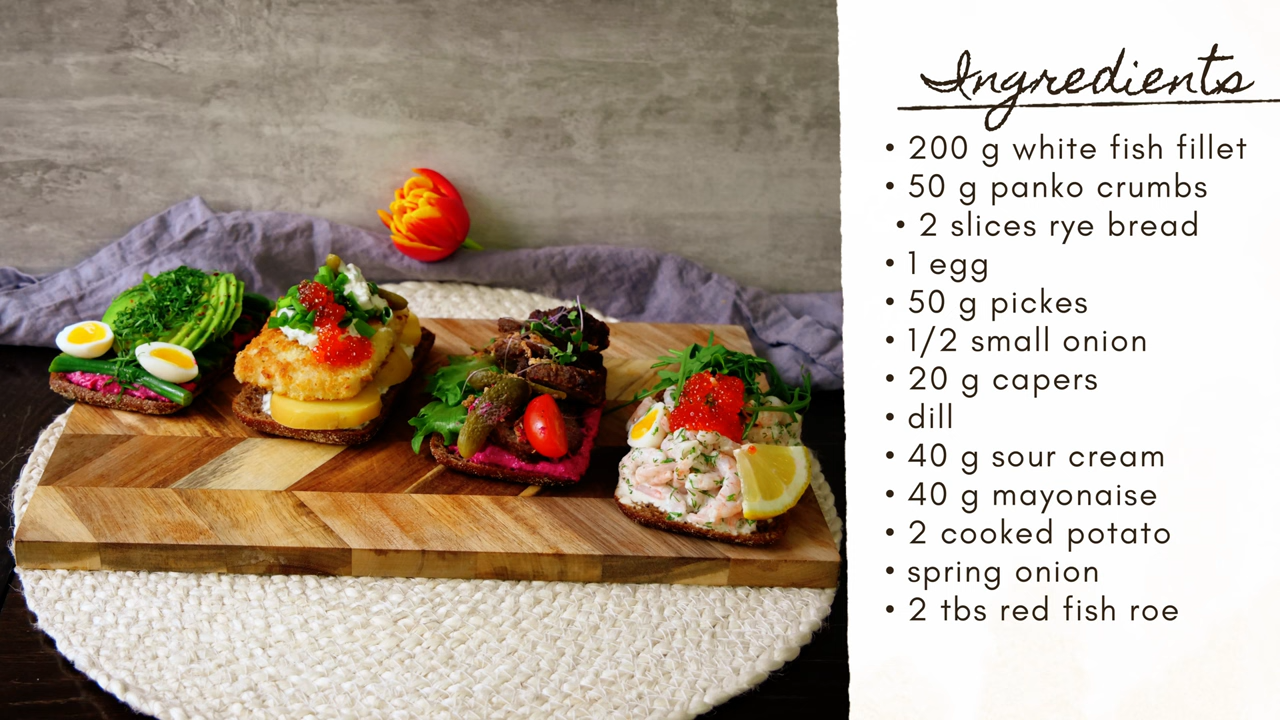 Ingredients
• 200 g white fish fillet
• 50 g panko crumbs
• 2 slices rye bread
• 1 egg
• 50 g pickes
• 1/2 small onion
• 20 g capers
• dill
• 40 g sour cream
• 40 g mayonaise
• 2 cooked potato
• spring onion
• 2 tbs red fish roe